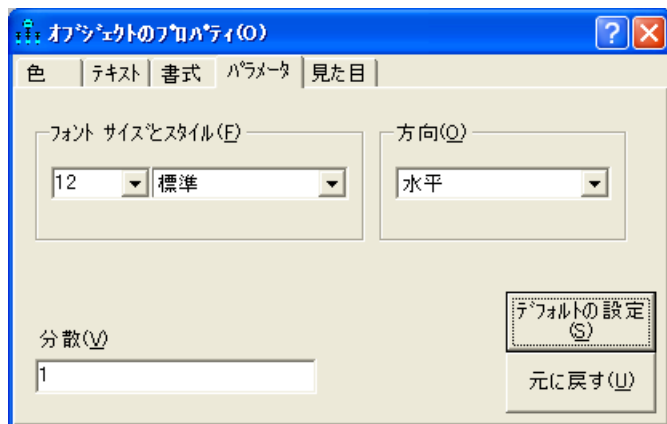 ｵﾌﾞｼﾞｪｸﾄのﾌﾟﾛﾊﾟﾃｨ(O)
色 ﾃｷｽﾄ 書式 ﾊﾟﾗﾒｰﾀ 見た目
ﾌｫﾝﾄ ｻｲｽﾞとｽﾀｲﾙ(F) 方向(O)
12 標準 水平
ﾃﾞﾌｫﾙﾄの設定
(S)
分散(V)
1
元に戻す(U)